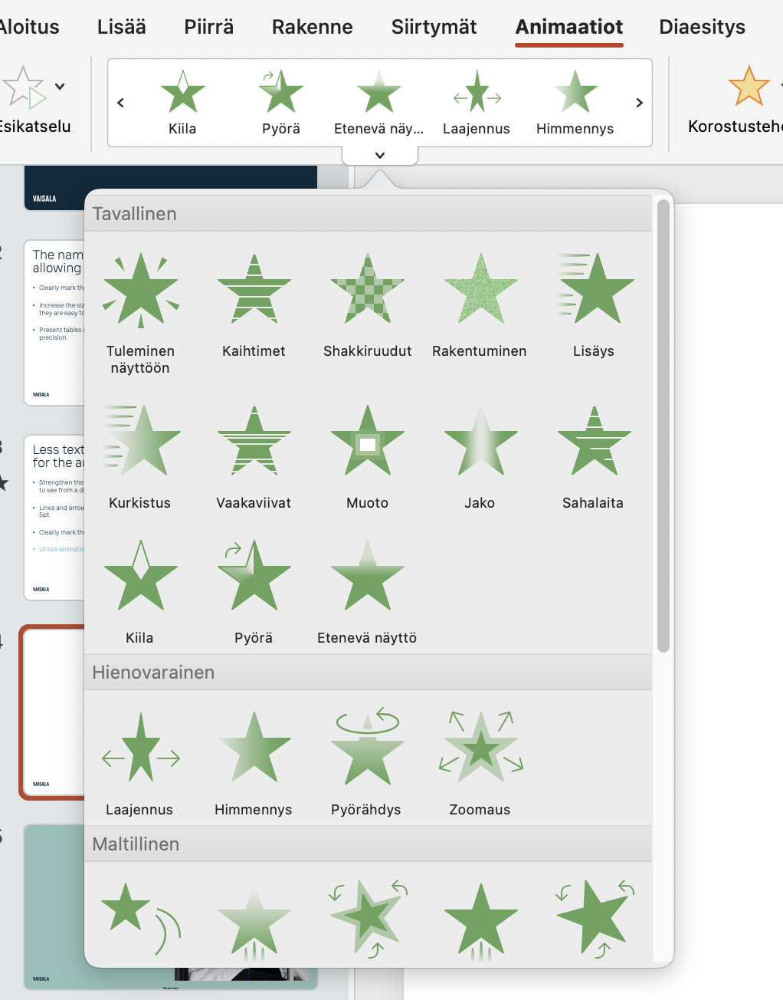 Aloitus Lisää Piirrä Rakenne Siirtymät Animaatiot Diaesitys
Esikatselu
Kiila Pyörä Etenevä näy... Laajennus Himmennys
Korostusteho
VAISALA
Tavallinen
2
The nam
allowing
Clearly mark the
Increase the siz
they are easy to
Present tables i
precision.
VAISALA
Tuleminen
näyttöön
Kaihtimet Shakkiruudut Rakentuminen Lisäys
3
Less text
for the au
Strengthen the
to see from a di
Lines and arrow
5pt.
Clearly mark the
Utilize animatio
VAISALA
Kurkistus Vaakaviivat Muoto Jako Sahalaita
Kiila Pyörä Etenevä näyttö
4
VAISALA
Hienovarainen
Laajennus Himmennys Pyörähdys Zoomaus
5
Maltillinen
VAISALA
Restricted